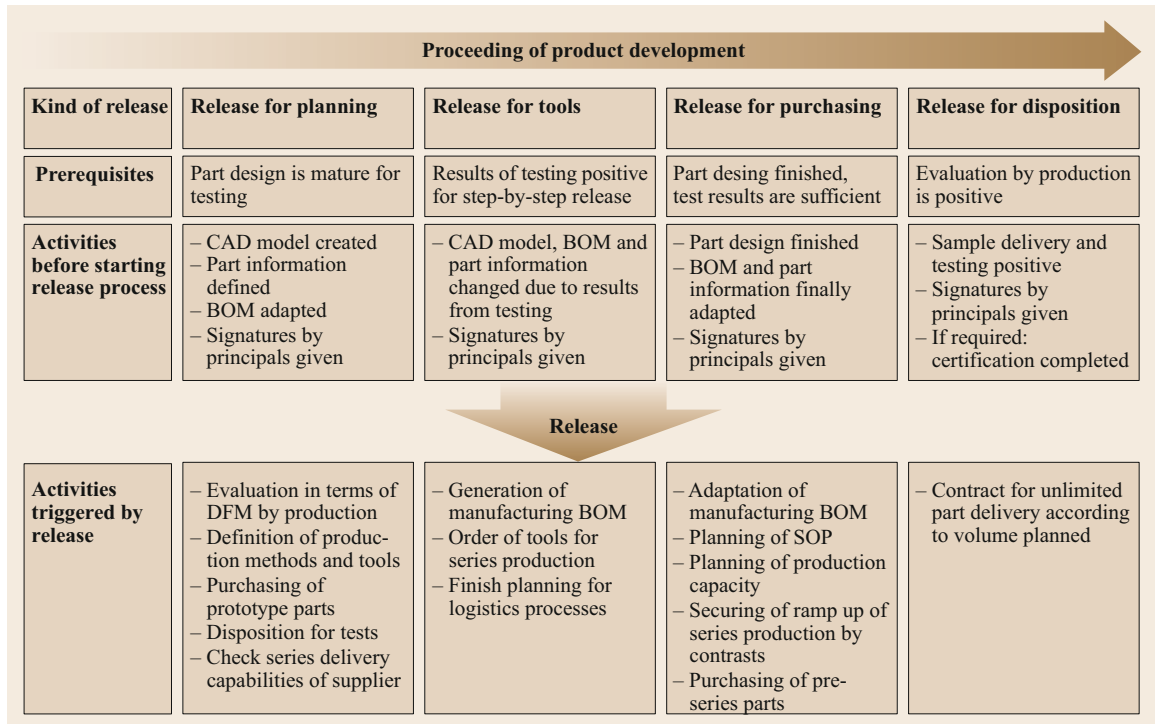 Proceeding of product development
Kind of release
Release for planning
Release for tools
Release for purchasing
Release for disposition
Prerequisites
Part design is mature for
testing
Results of testing positive
for step-by-step release
Part desing finished,
test results are sufficient
Evaluation by production
is positive
Activities
before starting
release process
– CAD model created
– Part information
defined
– BOM adapted
– Signatures by
principals given
– CAD model, BOM and
part information
changed due to results
from testing
– Signatures by
principals given
– Part design finished
– BOM and part
information finally
adapted
– Signatures by
principals given
– Sample delivery and
testing positive
– Signatures by
principals given
– If required:
certification completed
Release
Activities
triggered by
release
– Evaluation in terms of
DFM by production
– Definition of produc-
tion methods and tools
– Purchasing of
prototype parts
– Disposition for tests
– Check series delivery
capabilities of supplier
– Generation of
manufacturing BOM
– Order of tools for
series production
– Finish planning for
logistics processes
– Adaptation of
manufacturing BOM
– Planning of SOP
– Planning of production
capacity
– Securing of ramp up of
series production by
contrasts
– Purchasing of pre-
series parts
– Contract for unlimited
part delivery according
to volume planned